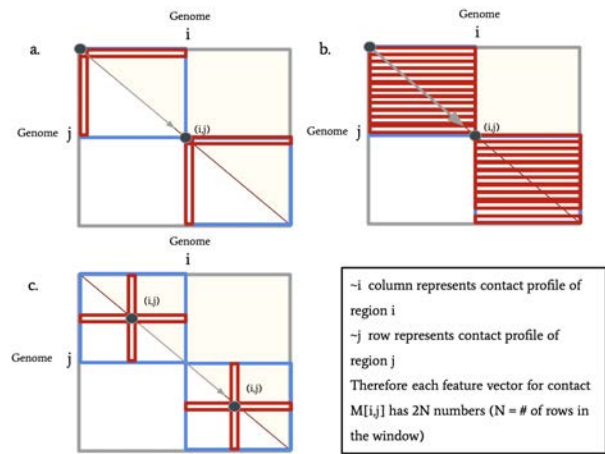 Genome
i
a.
Genome j
(i,j)
Genome
i
b.
Genome j
(i,j)
Genome
i
c.
(i,j)
Genome j
(i,j)
~i column represents contact profile of
region i
~j row represents contact profile of
region j
Therefore each feature vector for contact
M[i,j] has 2N numbers (N = # of rows in
the window)